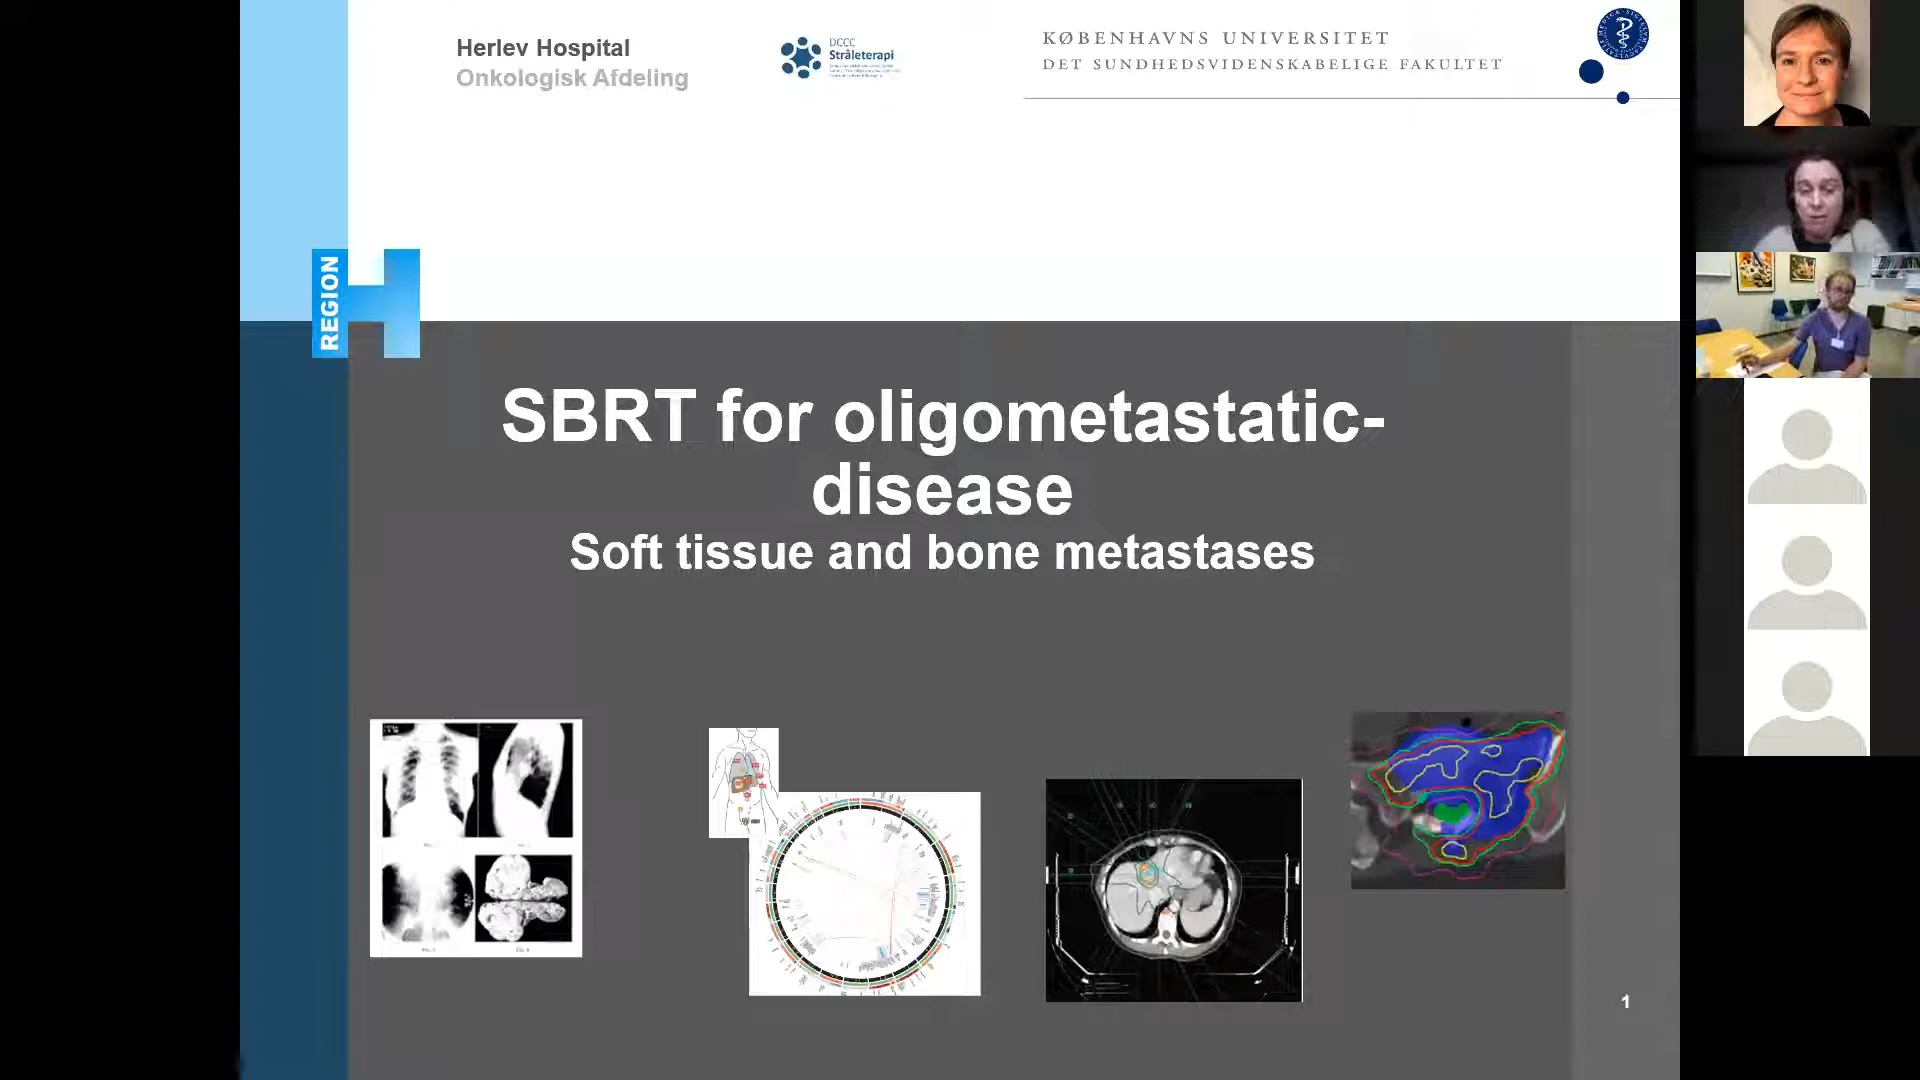 Herlev Hospital
Onkologisk Afdeling
DCCC
Stråleterapi
KØBENHAVNS UNIVERSITET
DET SUNDHEDSVIDENSKABELIGE FAKULTET
REGION
SBRT for oligometastatic-
disease
Soft tissue and bone metastases
1